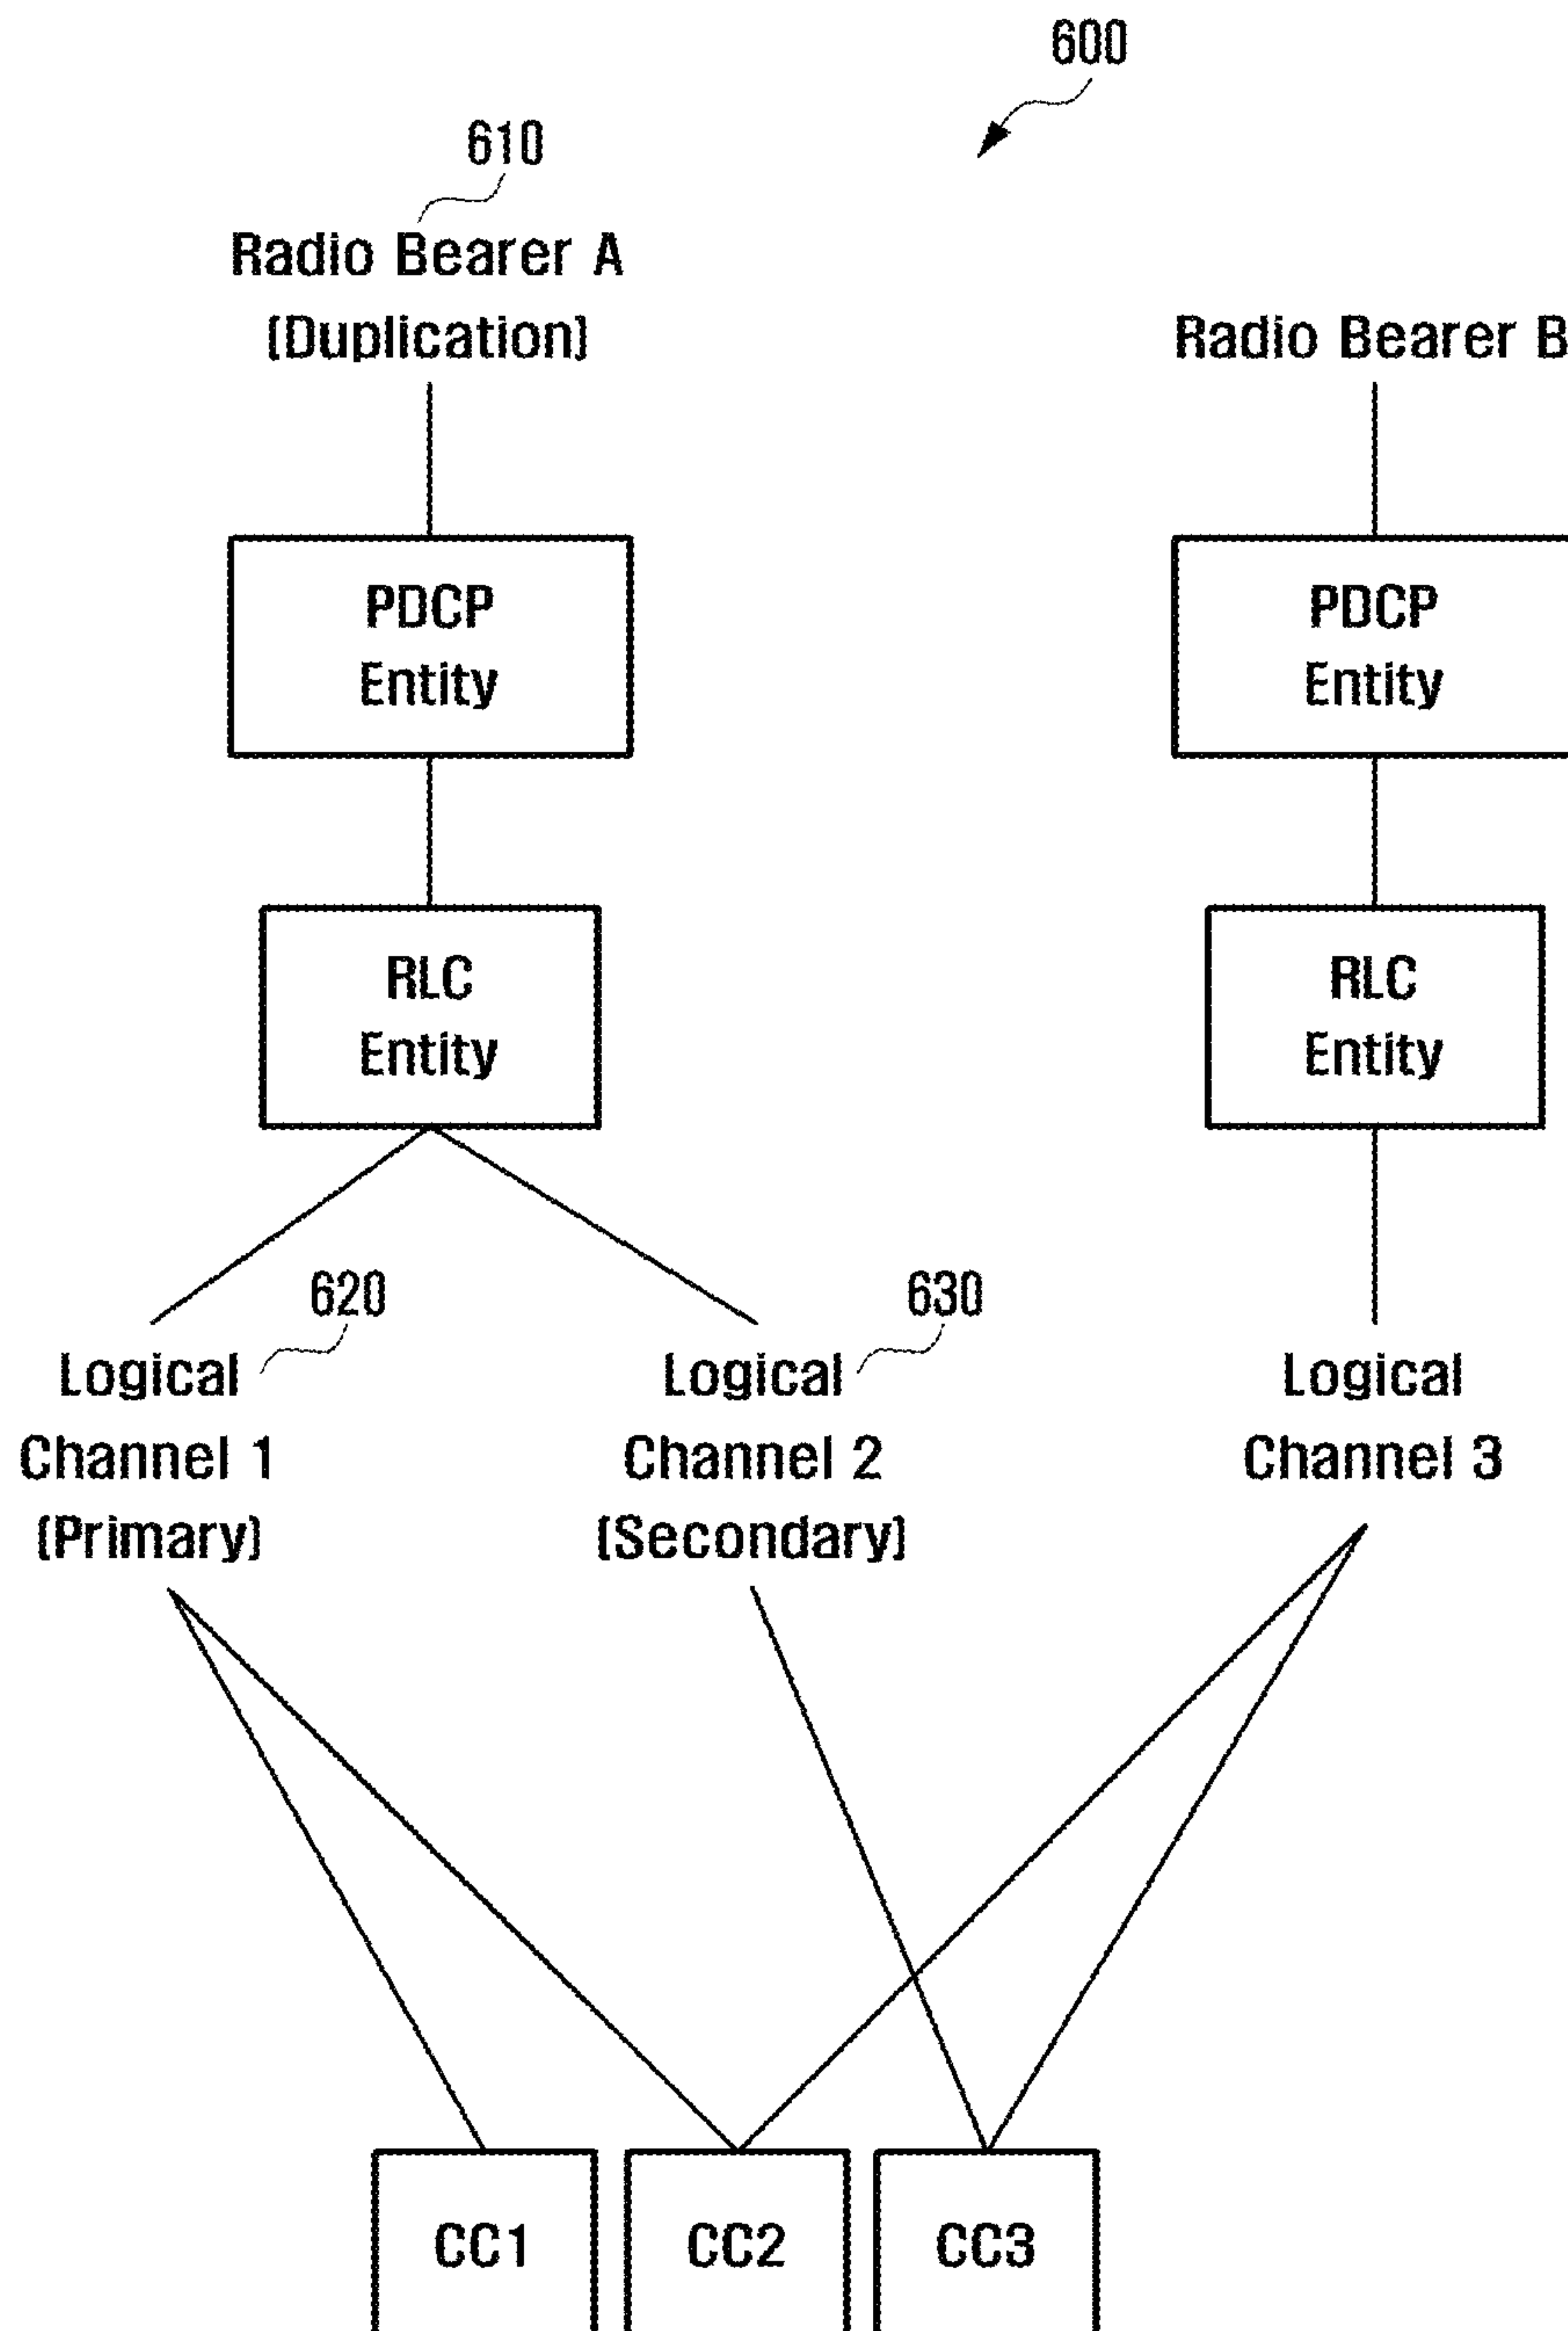 600
610
Radio Bearer A
(Duplication)
Radio Bearer B
PDCP
Entity
PDCP
Entity
RLC
Entity
RLC
Entity
620
630
Logical
Channel 1
(Primary)
Logical
Channel 2
(Secondary)
Logical
Channel 3
CC1
CC2
CC3